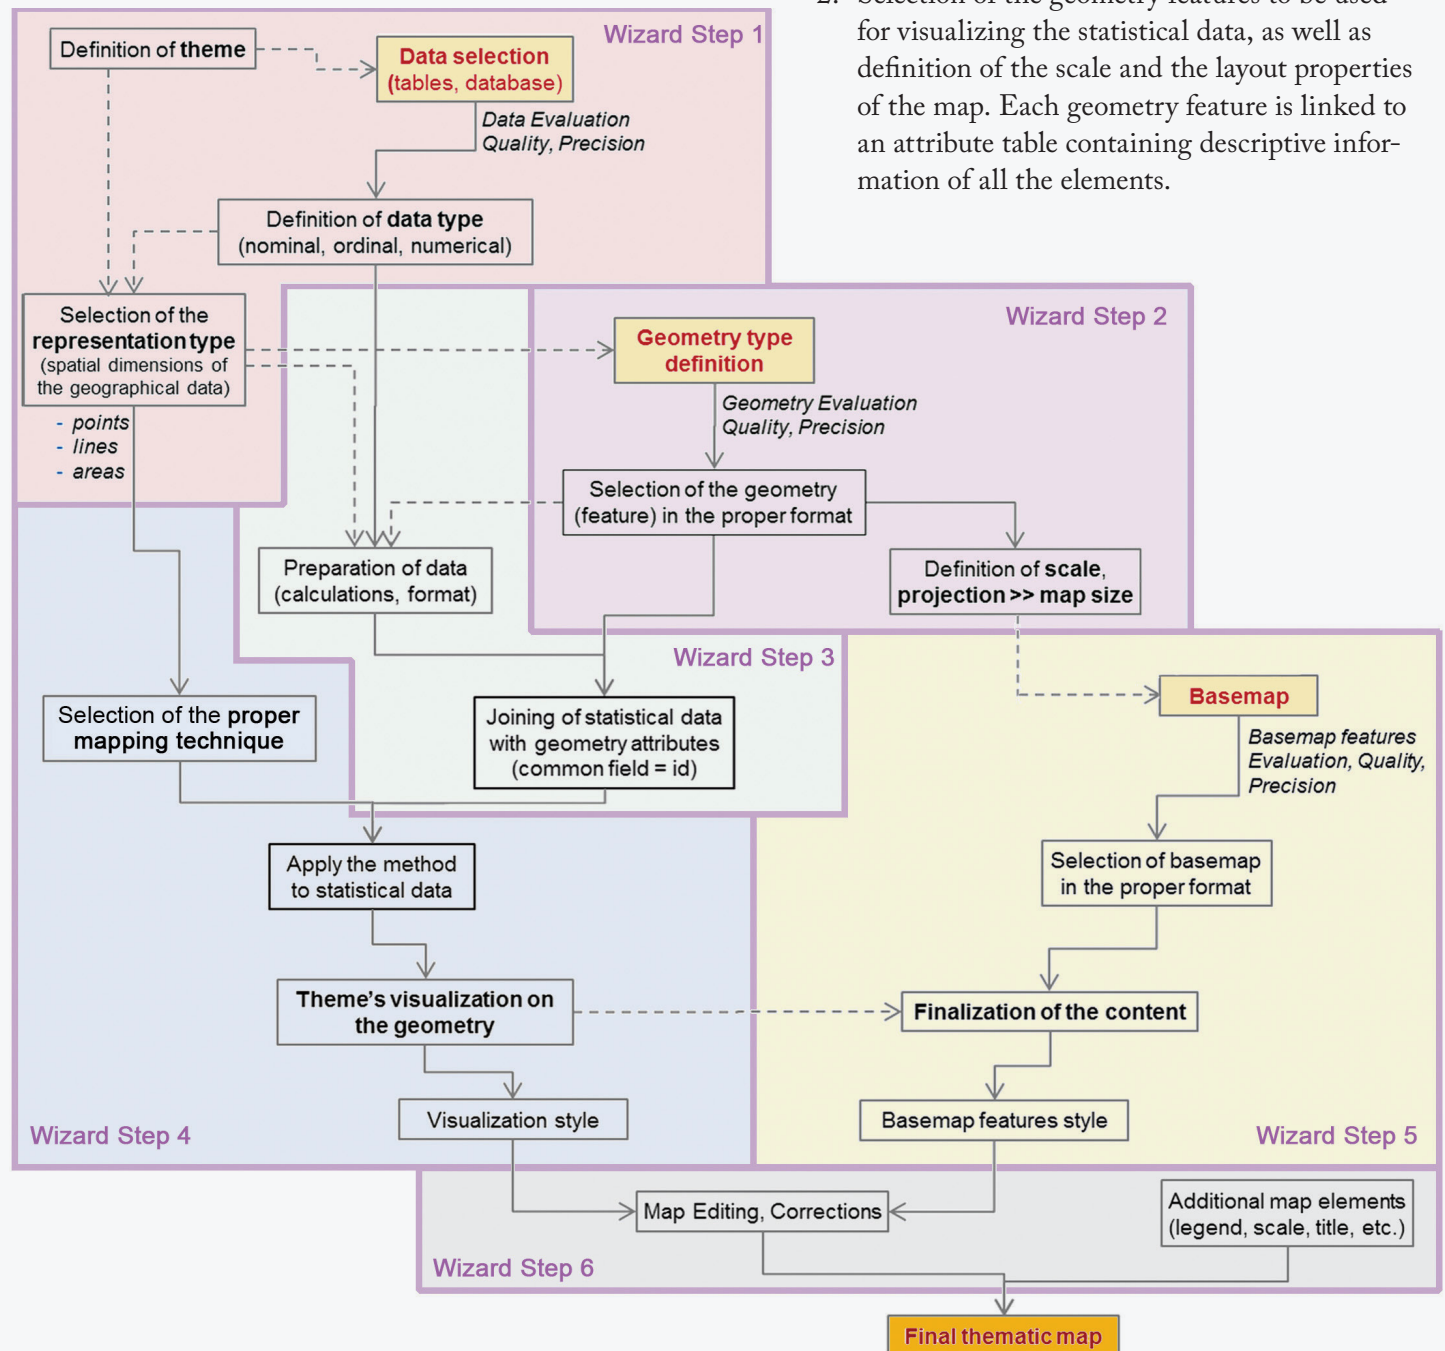 2. Selection of the geometry features to be used
for visualizing the statistical data, as well as
definition of the scale and the layout properties
of the map. Each geometry feature is linked to
an attribute table containing descriptive infor-
mation of all the elements.
Wizard Step 1
Definition of theme
Data selection
(tables, database)
Data Evaluation
Quality, Precision
Definition of data type
(nominal, ordinal, numerical)
Selection of the
representation type
(spatial dimensions of
the geographical data)
- points
- lines
- areas
Wizard Step 2
Geometry type
definition
Geometry Evaluation
Quality, Precision
Selection of the geometry
(feature) in the proper format
Definition of scale,
projection >> map size
Preparation of data
(calculations, format)
Wizard Step 3
Joining of statistical data
with geometry attributes
(common field = id)
Selection of the proper
mapping technique
Apply the method
to statistical data
Theme's visualization on
the geometry
Visualization style
Wizard Step 4
Basemap
Basemap features
Evaluation, Quality,
Precision
Selection of basemap
in the proper format
Finalization of the content
Basemap features style
Wizard Step 5
Map Editing, Corrections
Additional map elements
(legend, scale, title, etc.)
Wizard Step 6
Final thematic map